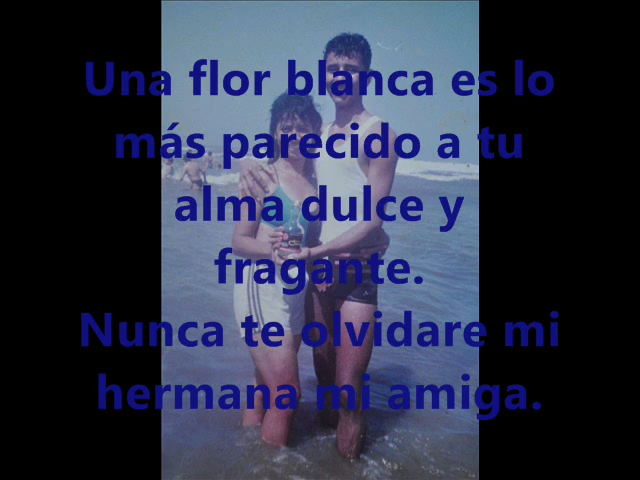 Una flor blanca es lo
más parecido a tu
alma dulce y
fragante.
Nunca te olvidare mi
hermana mi amiga.